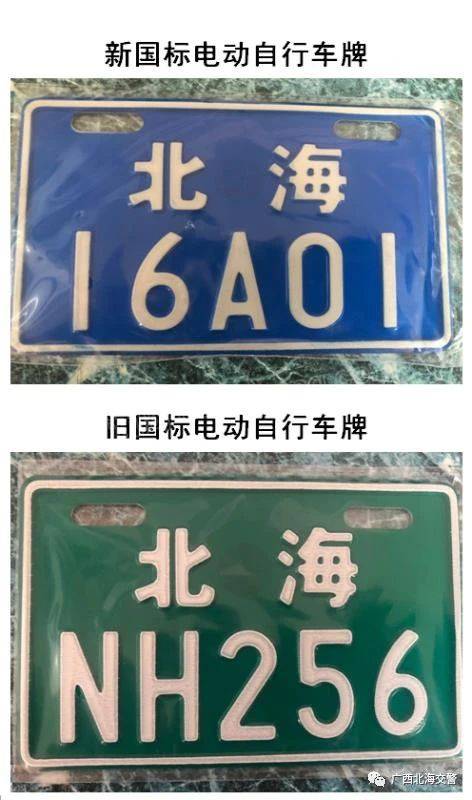 新国标电动自行车牌
北海
16A01
旧国标电动自行车牌
北海
NH256
广西北海交警